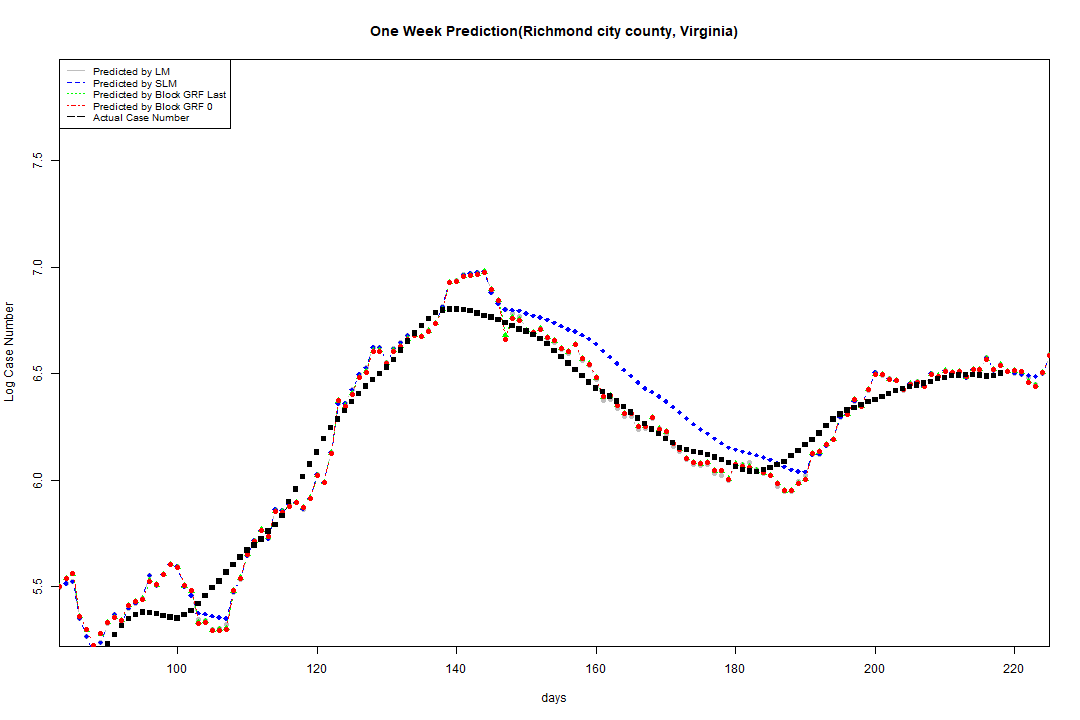 One Week Prediction(Richmond city county, Virginia)
Predicted by LM
Predicted by SLM
Predicted by Block GRF Last
Predicted by Block GRF 0
Actual Case Number
Log Case Number
7.5
7.0
6.5
6.0
5.5
100 120 140 160 180 200 220
days